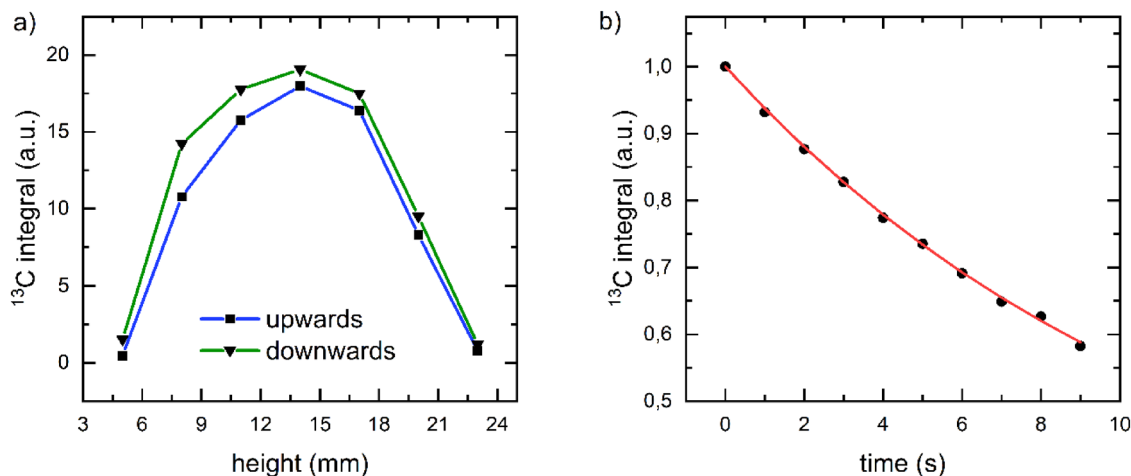 a)
¹³C integral (a.u.)
20
15
10
5
0
upwards
downwards
3 6 9 12 15 18 21 24
height (mm)
b)
¹³C integral (a.u.)
1,0
0,9
0,8
0,7
0,6
0,5
0 2 4 6 8 10
time (s)